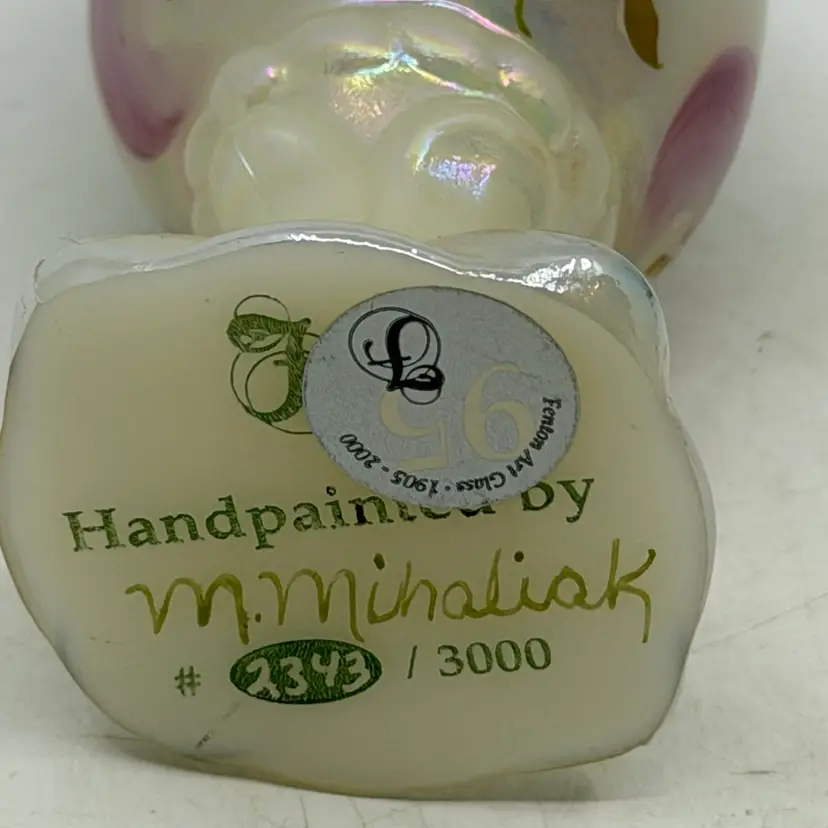 F
F
95
Fenton Art Glass · 1905 - 2000
Handpainted by
M. Mihaliak
# 2343 / 3000